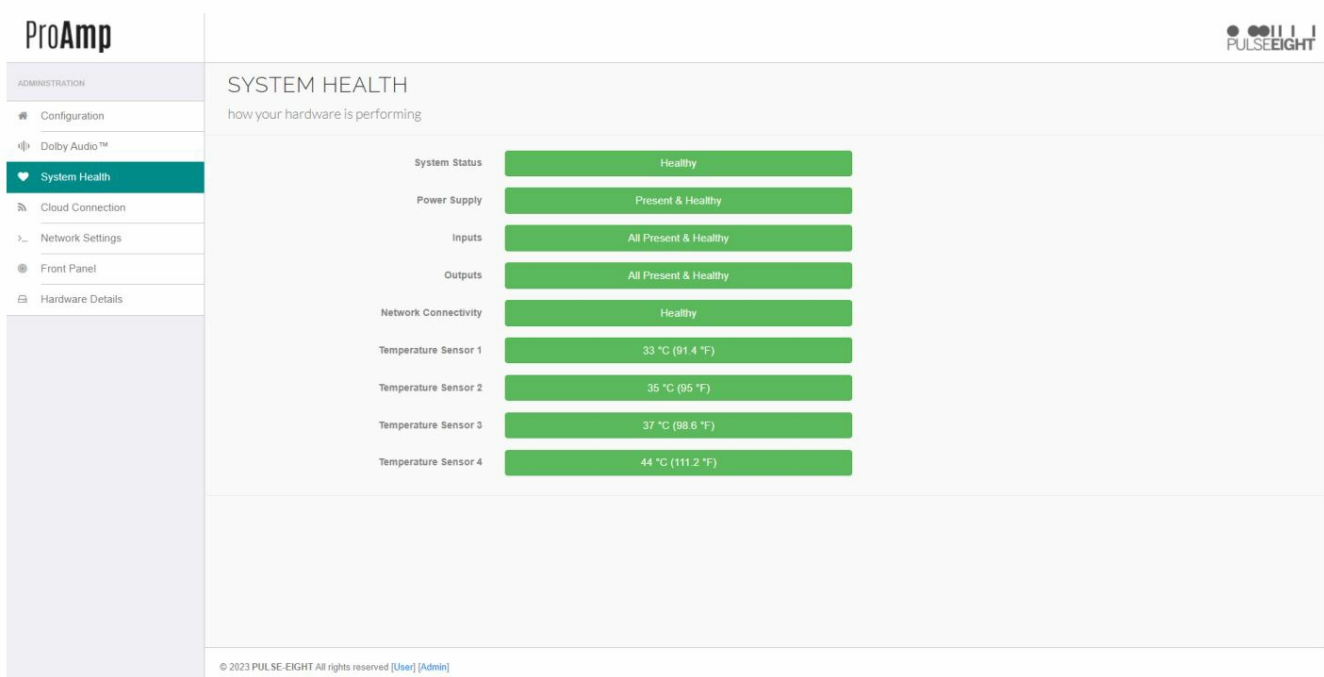 ProAmp
PULSEEIGHT
ADMINISTRATION
Configuration
Dolby Audio™
System Health
Cloud Connection
Network Settings
Front Panel
Hardware Details
SYSTEM HEALTH
how your hardware is performing
System Status Healthy
Power Supply Present & Healthy
Inputs All Present & Healthy
Outputs All Present & Healthy
Network Connectivity Healthy
Temperature Sensor 1 33 °C (91.4 °F)
Temperature Sensor 2 35 °C (95 °F)
Temperature Sensor 3 37 °C (98.6 °F)
Temperature Sensor 4 44 °C (111.2 °F)
© 2023 PULSE-EIGHT All rights reserved [User] [Admin]